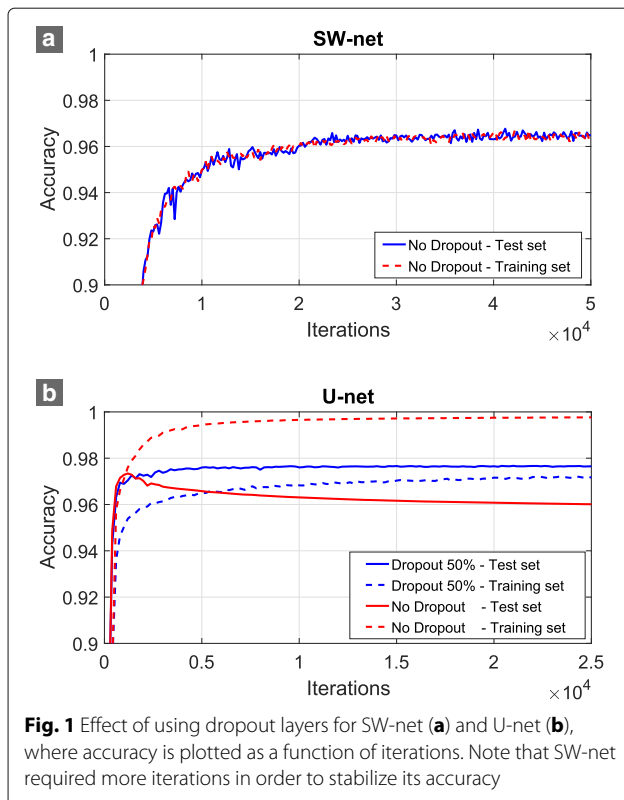 a
SW-net
1
0.98
0.96
0.94
0.92
0.9
Accuracy
No Dropout - Test set
No Dropout - Training set
0 1 2 3 4 5
Iterations
×10⁴
b
U-net
1
0.98
0.96
0.94
0.92
0.9
Accuracy
Dropout 50% - Test set
Dropout 50% - Training set
No Dropout - Test set
No Dropout - Training set
0 0.5 1 1.5 2 2.5
Iterations
×10⁴
Fig. 1 Effect of using dropout layers for SW-net (a) and U-net (b),
where accuracy is plotted as a function of iterations. Note that SW-net
required more iterations in order to stabilize its accuracy